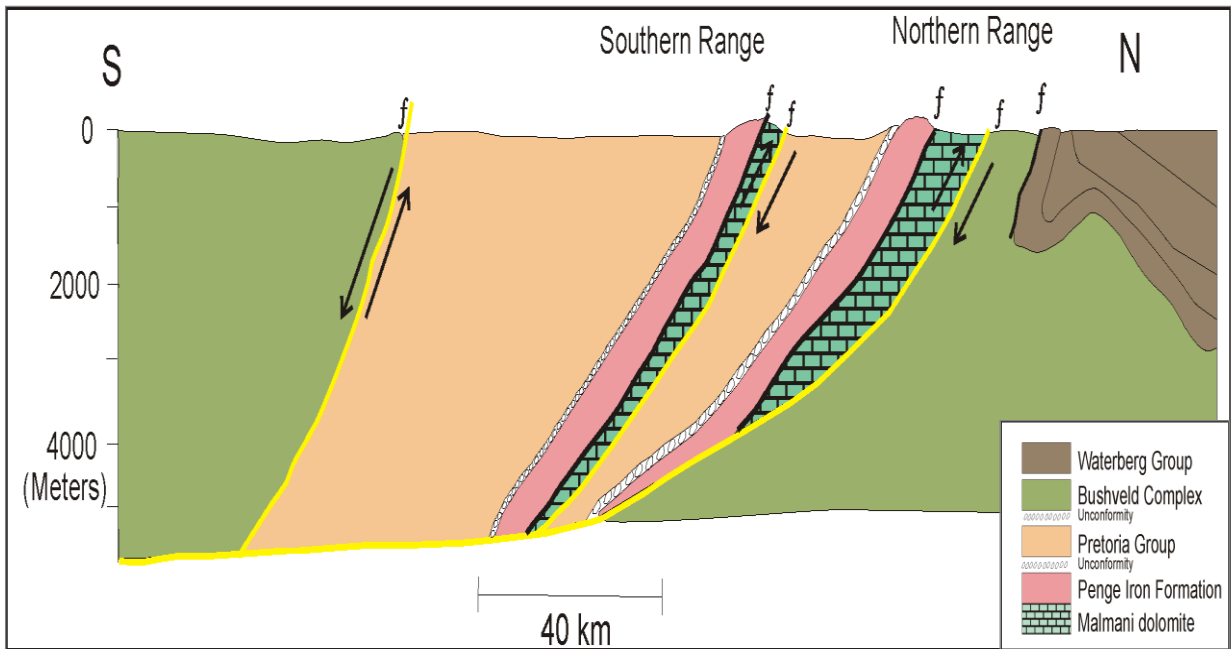 Southern Range
Northern Range
S
N
f
f
f
f
f
f
0
2000
4000
(Meters)
40 km
Waterberg Group
Bushveld Complex
Unconformity
Pretoria Group
Unconformity
Penge Iron Formation
Malmani dolomite